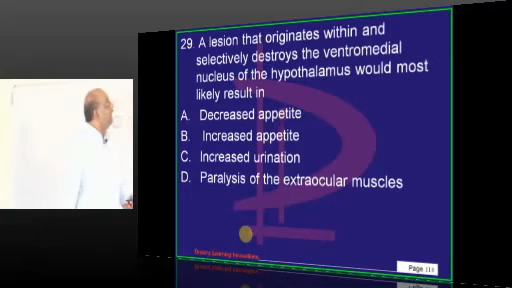 29. A lesion that originates within and
selectively destroys the ventromedial
nucleus of the hypothalamus would most
likely result in
A. Decreased appetite
B. Increased appetite
C. Increased urination
D. Paralysis of the extraocular muscles
Page 114